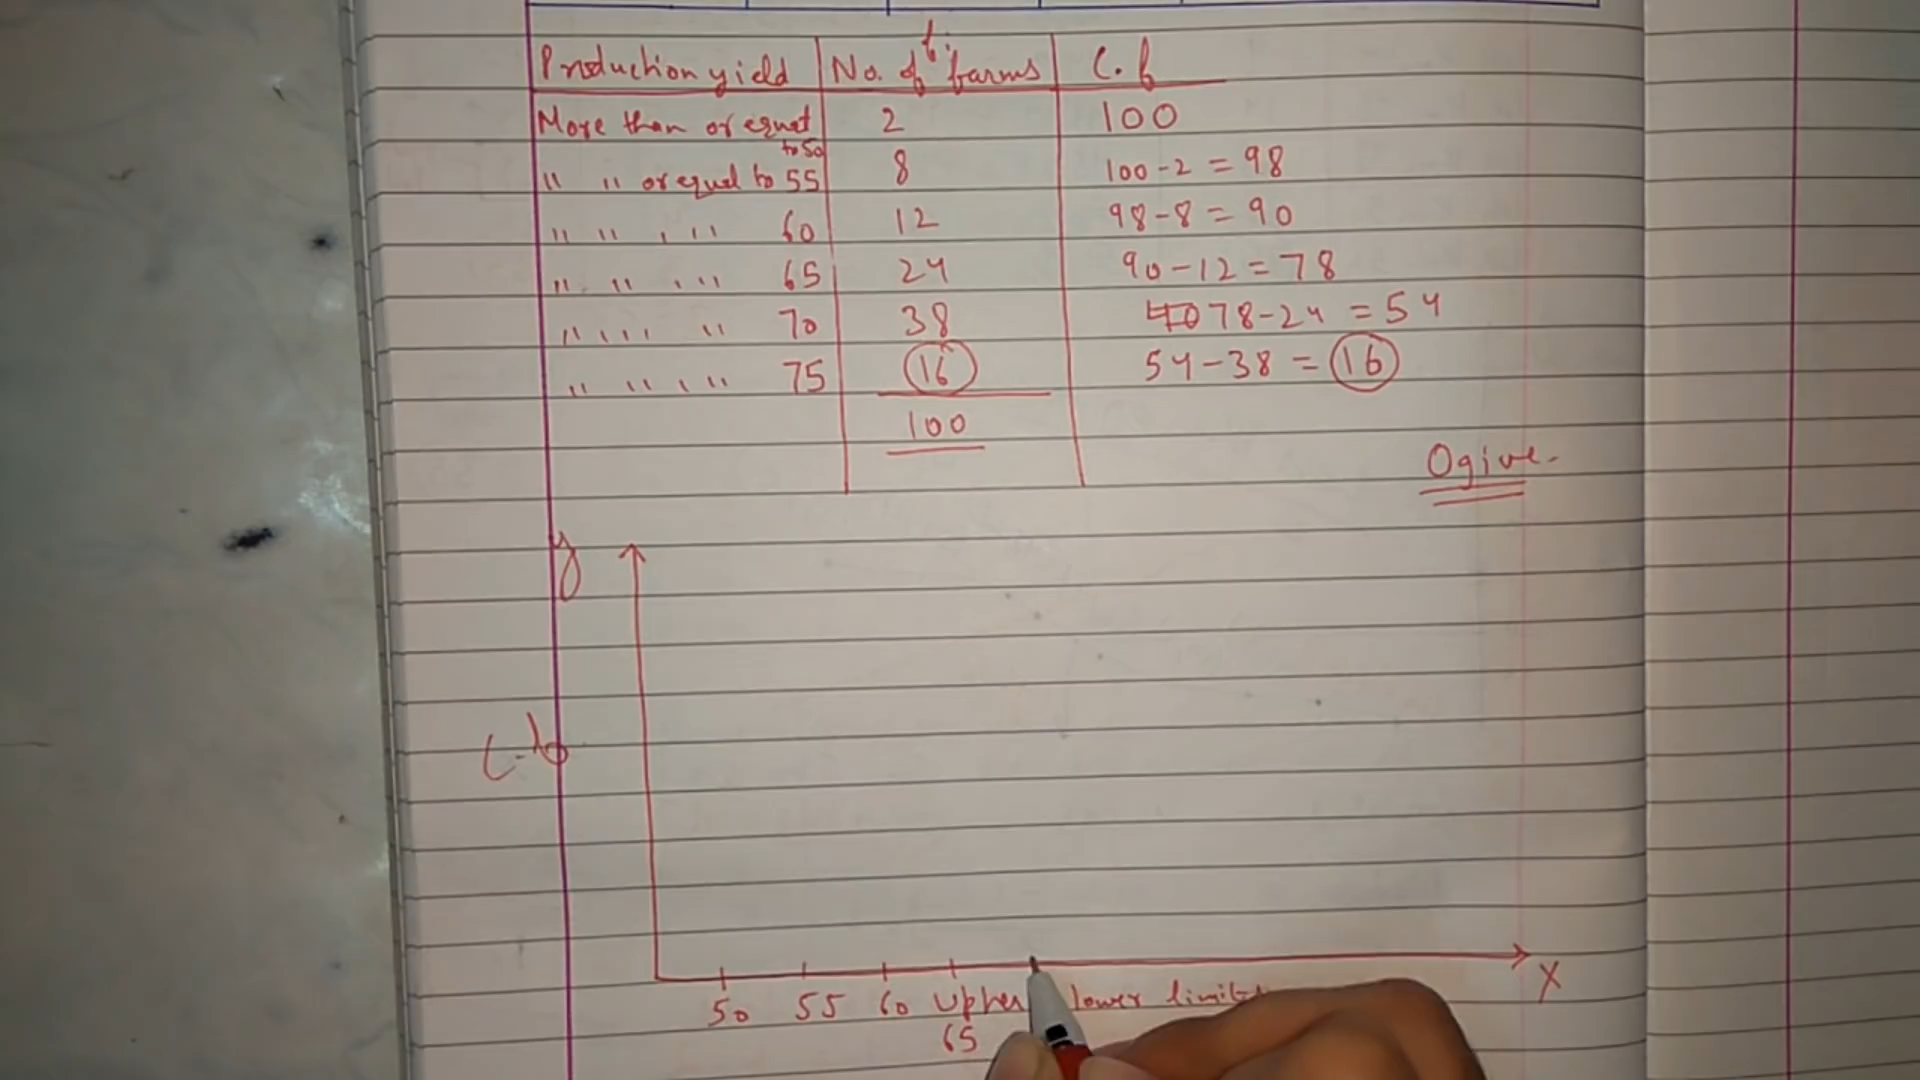 Production yield No. of farms C.f
f.
More than or equal to 50 2 100
" " or equal to 55 8 100-2 = 98
" " , " 60 12 98-8 = 90
" " , " 65 24 90-12 = 78
" " , " 70 38 78-24 = 54
" " , " 75 16 54-38 = 16
100
Ogive.
y
C.f
X
50 55 60 Upper lower limits
65